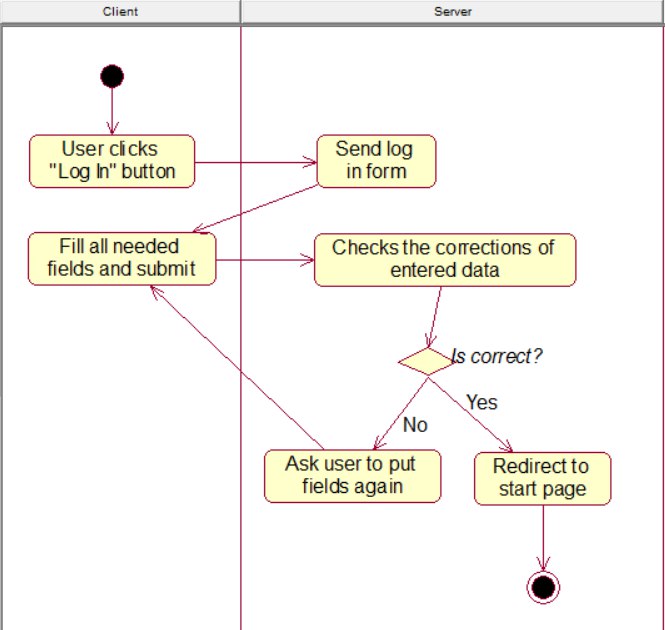 Client
Server
User clicks
"Log In" button
Send log
in form
Fill all needed
fields and submit
Checks the corrections of
entered data
Is correct?
No
Yes
Ask user to put
fields again
Redirect to
start page